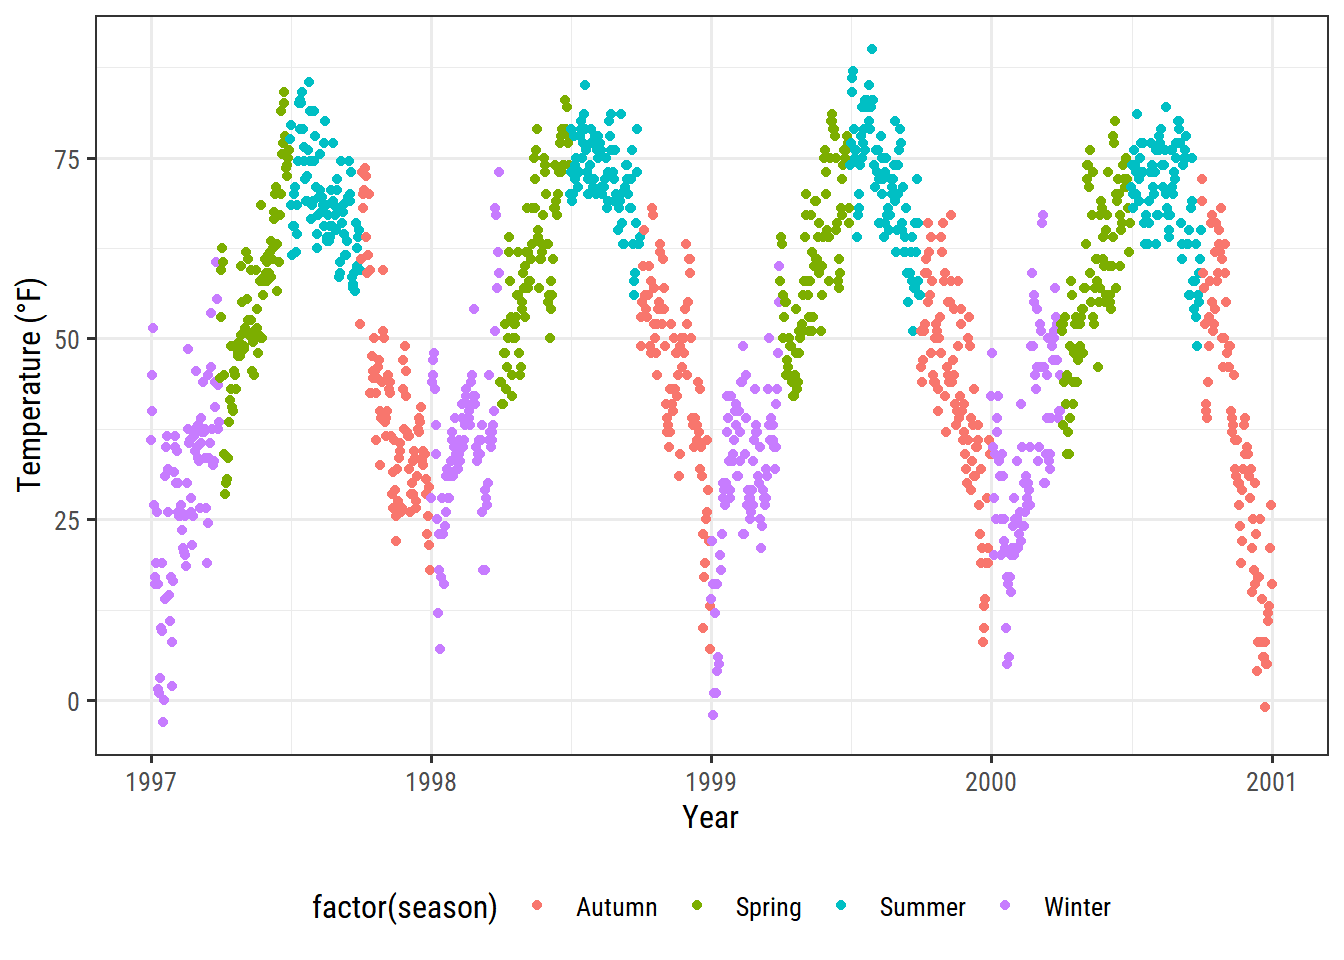 Temperature (°F)
75
50
25
0
1997 1998 1999 2000 2001
Year
factor(season) Autumn Spring Summer Winter